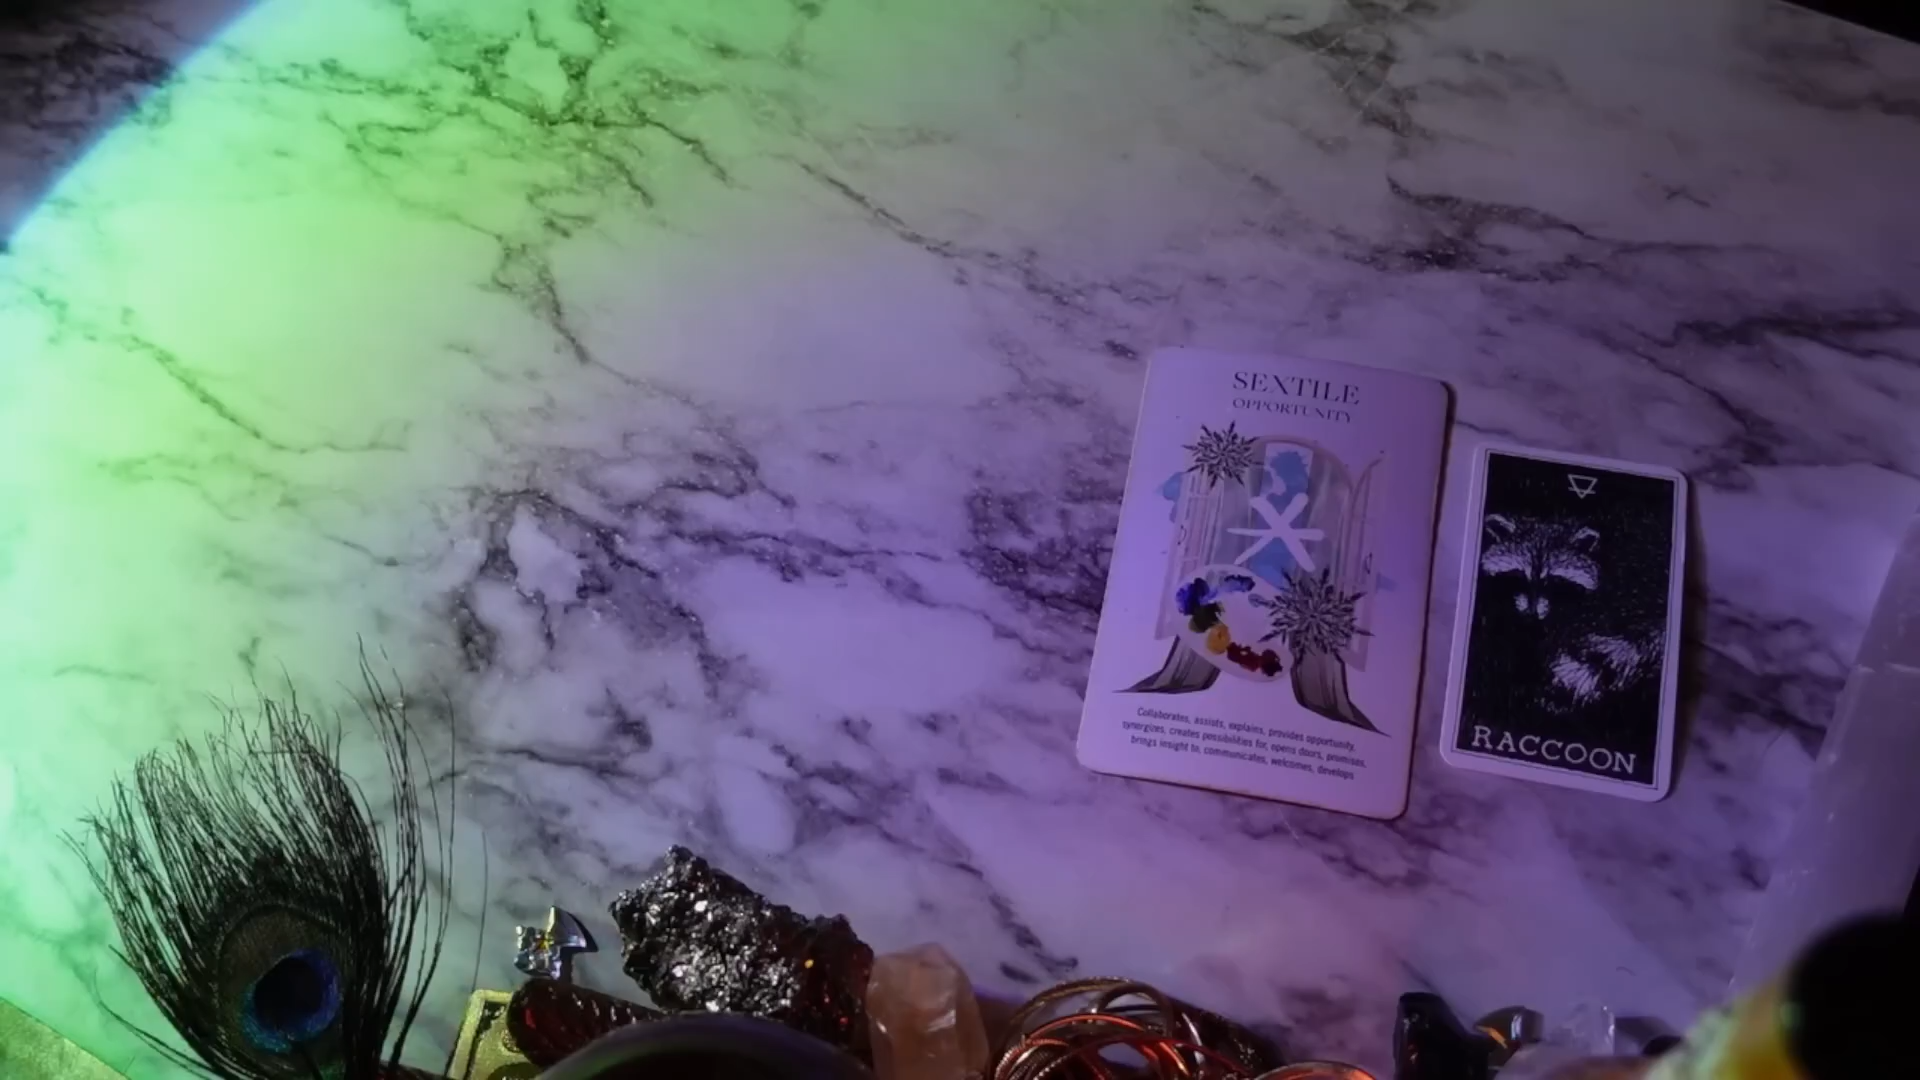 SEXTILE
OPPORTUNITY
Collaborates, assists, explains, provides opportunity,
synergizes, creates possibilities for, opens doors, promises,
brings insight to, communicates, welcomes, develops
RACCOON